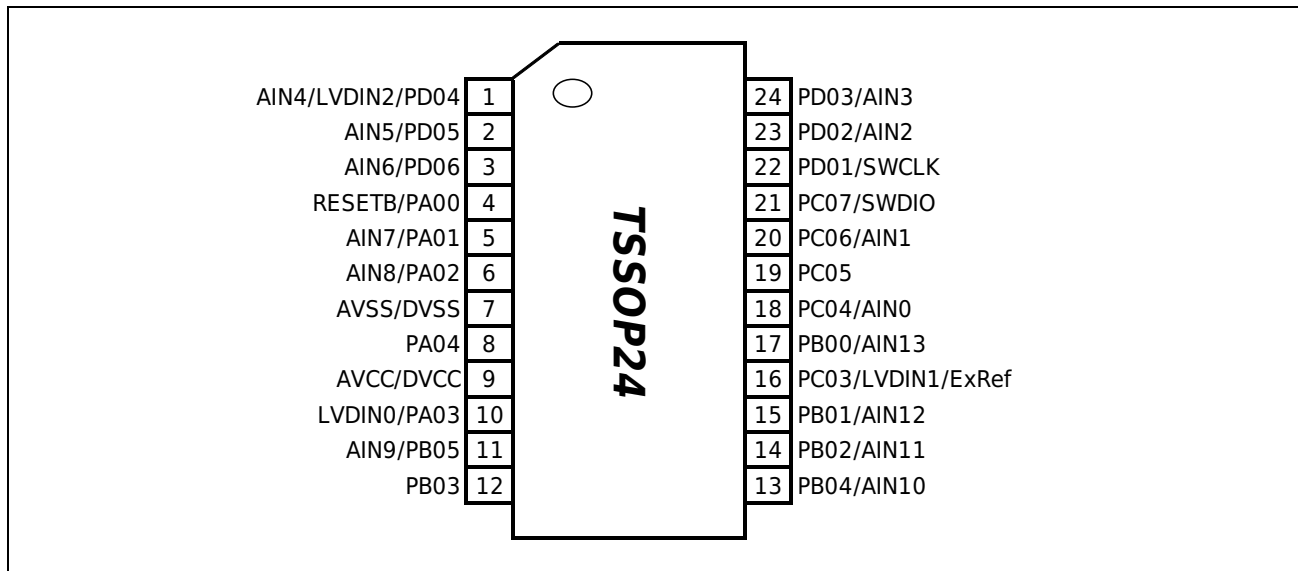 AIN4/LVDIN2/PD04 1 24 PD03/AIN3
AIN5/PD05 2 23 PD02/AIN2
AIN6/PD06 3 22 PD01/SWCLK
RESETB/PA00 4 21 PC07/SWDIO
AIN7/PA01 5 20 PC06/AIN1
AIN8/PA02 6 19 PC05
AVSS/DVSS 7 18 PC04/AIN0
PA04 8 17 PB00/AIN13
AVCC/DVCC 9 16 PC03/LVDIN1/ExRef
LVDIN0/PA03 10 15 PB01/AIN12
AIN9/PB05 11 14 PB02/AIN11
PB03 12 13 PB04/AIN10
TSSOP24